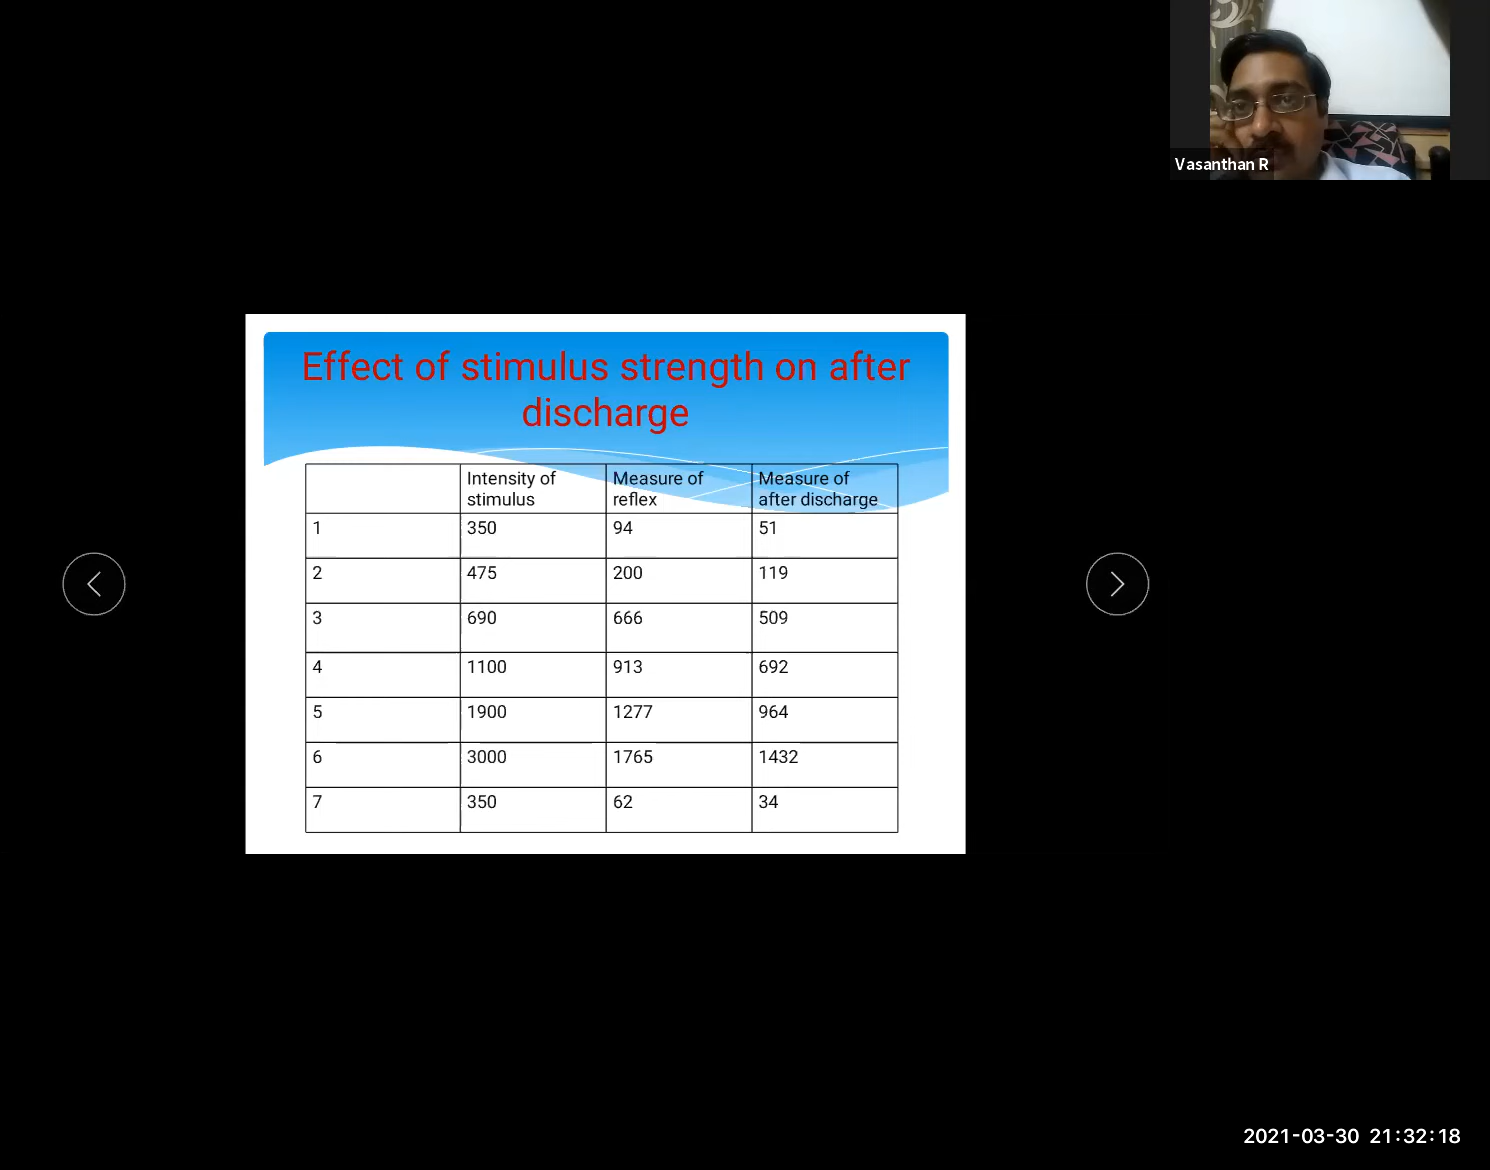 Vasanthan R
Effect of stimulus strength on after
discharge
Intensity of stimulus Measure of reflex Measure of after discharge
1 350 94 51
2 475 200 119
3 690 666 509
4 1100 913 692
5 1900 1277 964
6 3000 1765 1432
7 350 62 34
2021-03-30 21:32:18